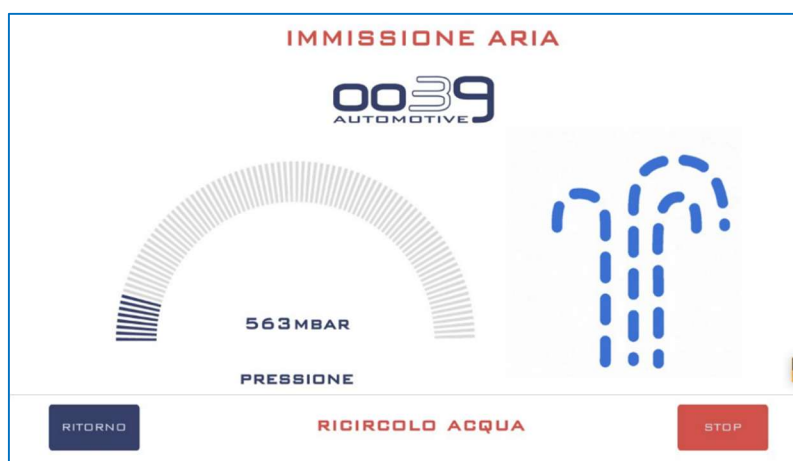 IMMISSIONE ARIA
0039
AUTOMOTIVE
563MBAR
PRESSIONE
RITORNO
RICIRCOLO ACQUA
STOP